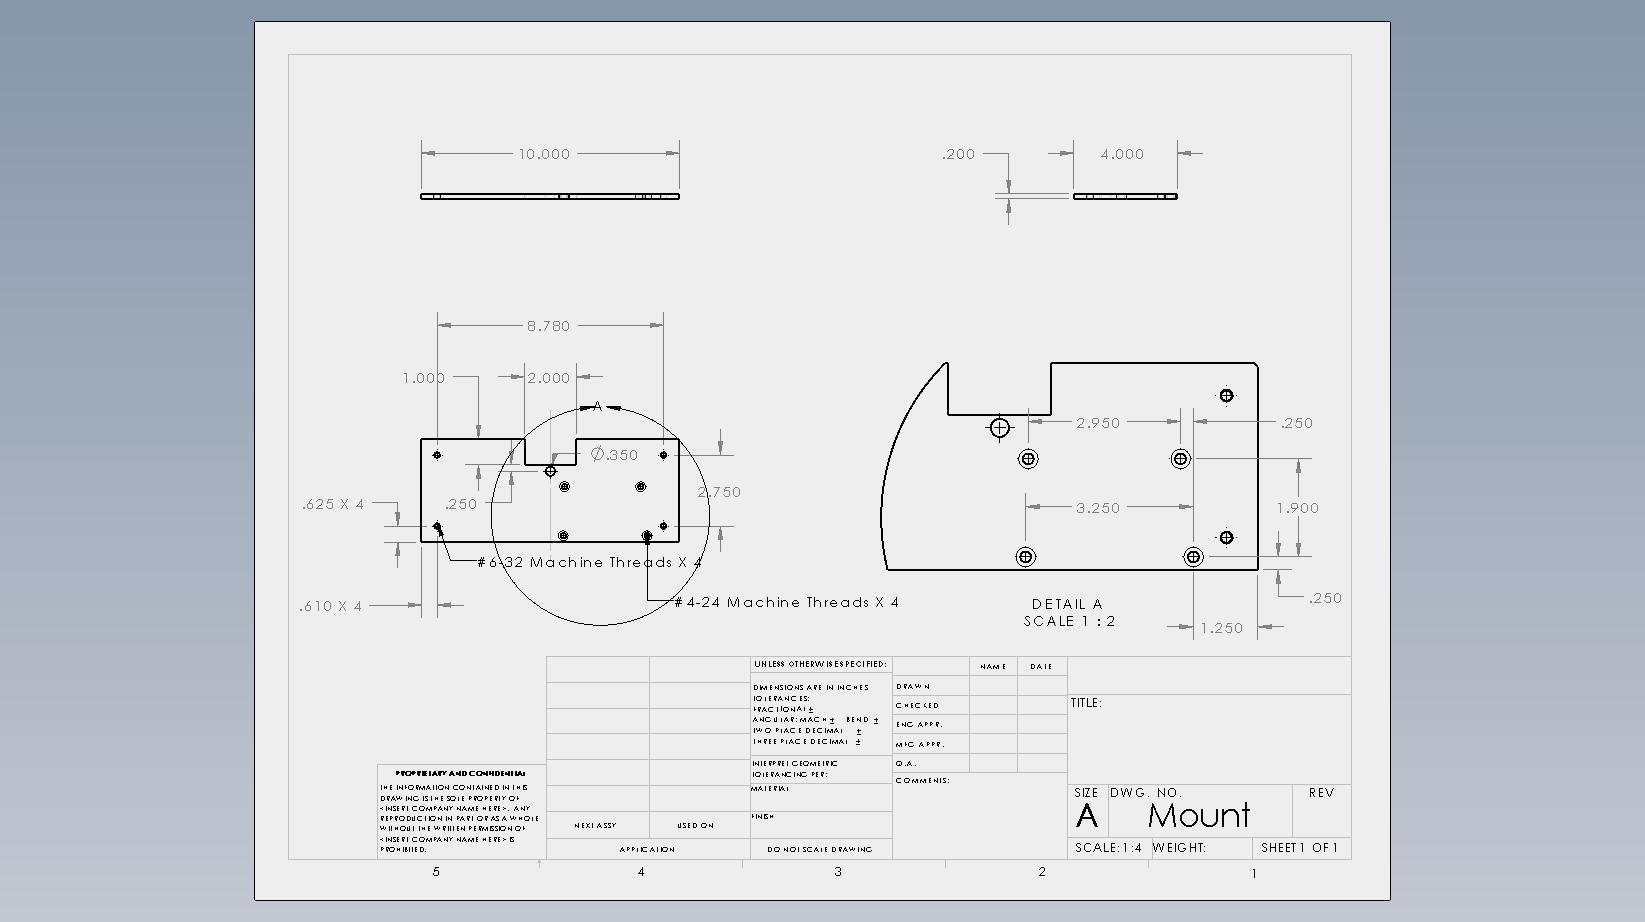 10.000
.200
4.000
8.780
1.000
2.000
A
Ø.350
2.750
.625 X 4
.250
#6-32 Machine Threads X 4
.610 X 4
#4-24 Machine Threads X 4
2.950
.250
3.250
1.900
.250
1.250
DETAIL A
SCALE 1 : 2
UNLESS OTHERWISE SPECIFIED:
DIMENSIONS ARE IN INCHES
TOLERANCES:
FRACTIONAL ±
ANGULAR: MACH ± BEND ±
TWO PLACE DECIMAL ±
THREE PLACE DECIMAL ±
INTERPRET GEOMETRIC
TOLERANCING PER:
MATERIAL
FINISH
DO NOT SCALE DRAWING
NAME DATE
DRAWN
CHECKED
ENG APPR.
MFG APPR.
Q.A.
COMMENTS:
TITLE:
SIZE DWG. NO. REV
A Mount
SCALE: 1:4 WEIGHT: SHEET 1 OF 1
PROPRIETARY AND CONFIDENTIAL
THE INFORMATION CONTAINED IN THIS
DRAWING IS THE SOLE PROPERTY OF
<INSERT COMPANY NAME HERE>. ANY
REPRODUCTION IN PART OR AS A WHOLE
WITHOUT THE WRITTEN PERMISSION OF
<INSERT COMPANY NAME HERE> IS
PROHIBITED.
NEXT ASSY USED ON
APPLICATION
5 4 3 2 1